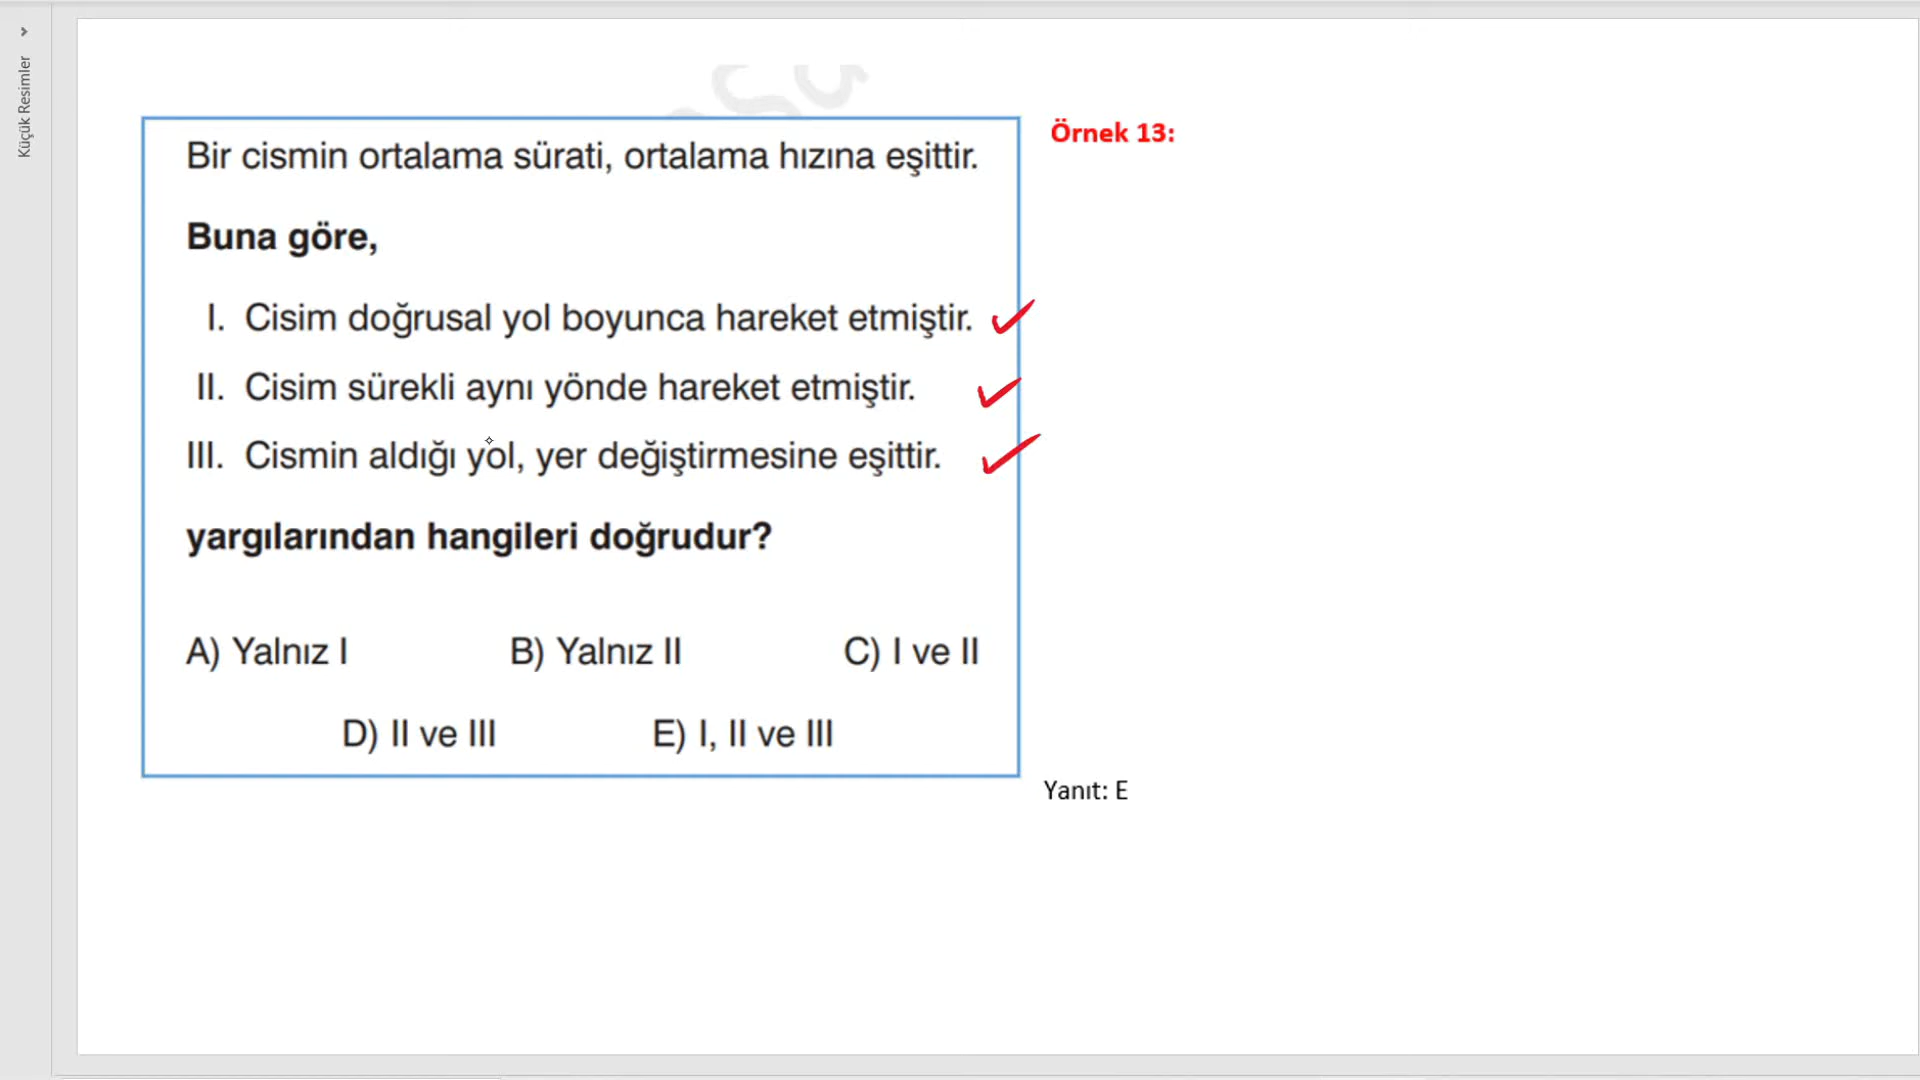 Küçük Resimler
Örnek 13:
Bir cismin ortalama sürati, ortalama hızına eşittir.
Buna göre,
I. Cisim doğrusal yol boyunca hareket etmiştir.
II. Cisim sürekli aynı yönde hareket etmiştir.
III. Cismin aldığı yol, yer değiştirmesine eşittir.
yargılarından hangileri doğrudur?
A) Yalnız I B) Yalnız II C) I ve II
D) II ve III E) I, II ve III
Yanıt: E